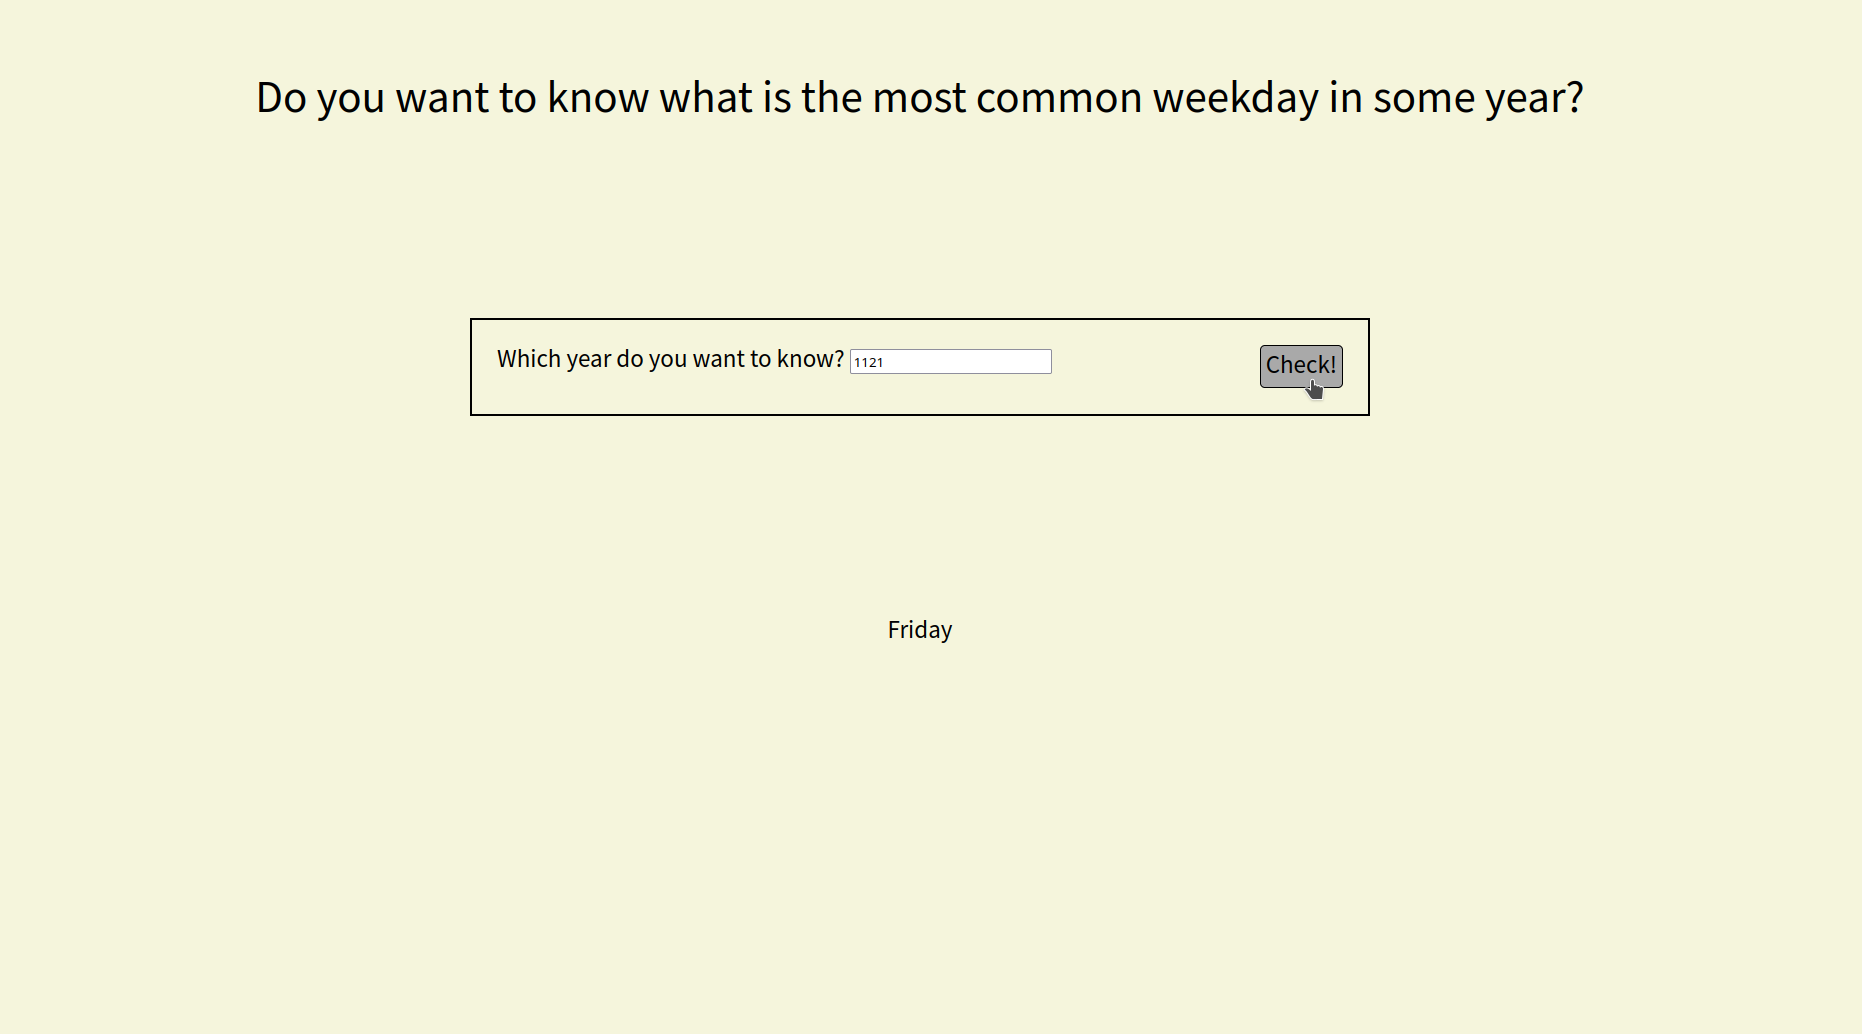 Do you want to know what is the most common weekday in some year?
Which year do you want to know? 1121 Check!
Friday